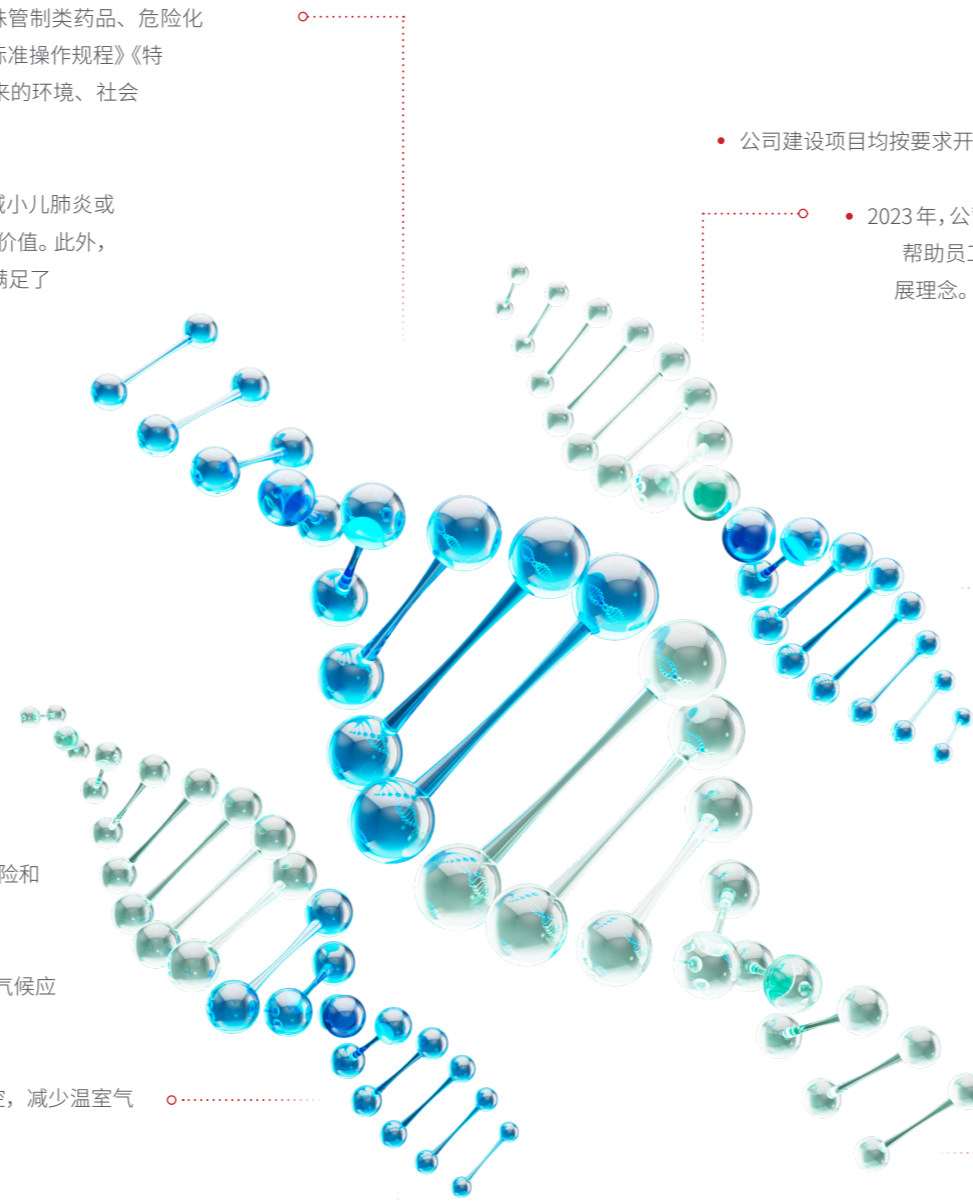 殊管制类药品、危险化
标准操作规程》《特
来的环境、社会
减小儿肺炎或
价值。此外，
满足了
• 公司建设项目均按要求开
• 2023年，公
帮助员
展理念。
险和
气候应
控，减少温室气